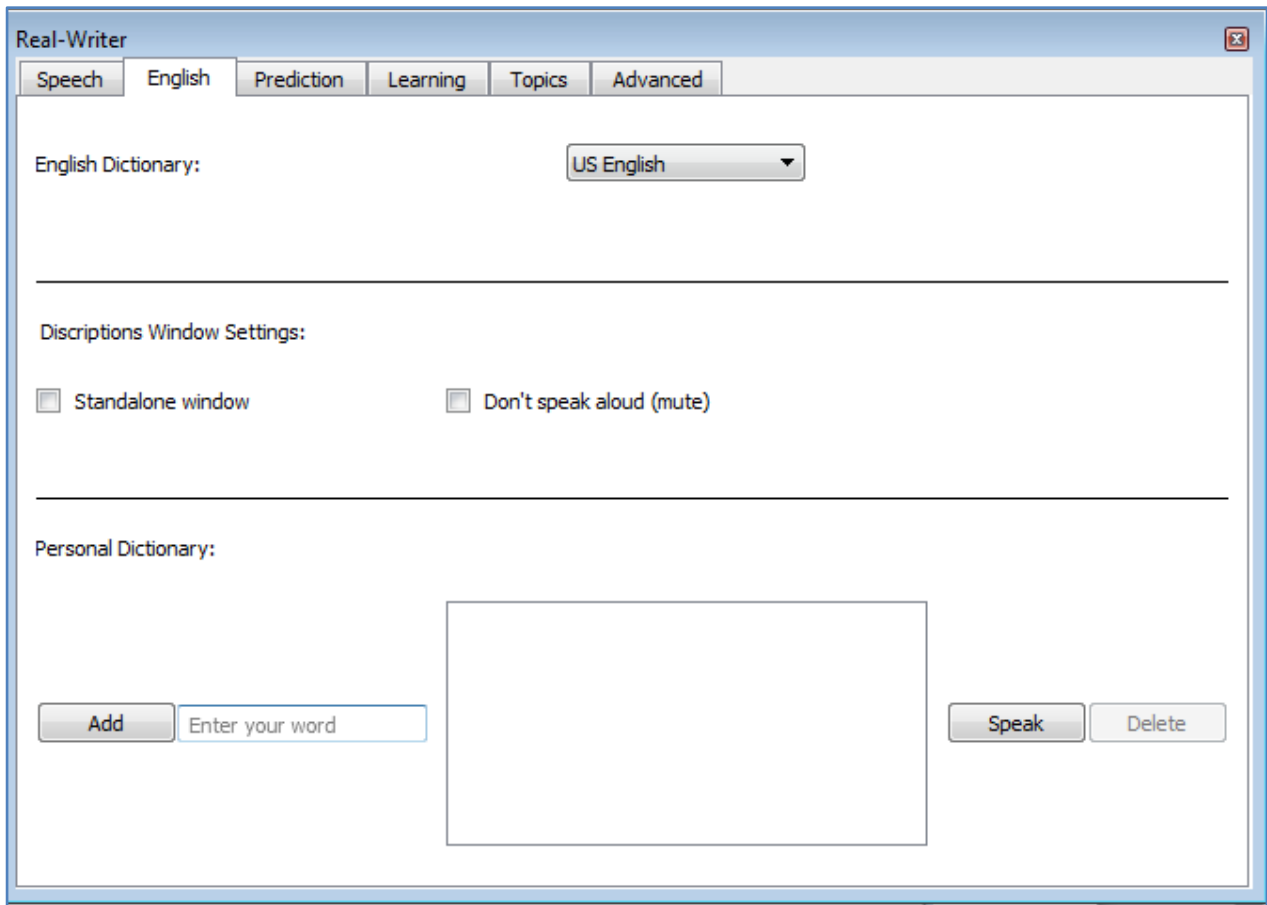 Real-Writer
Speech English Prediction Learning Topics Advanced
English Dictionary: US English
Discriptions Window Settings:
Standalone window Don't speak aloud (mute)
Personal Dictionary:
Add Enter your word Speak Delete